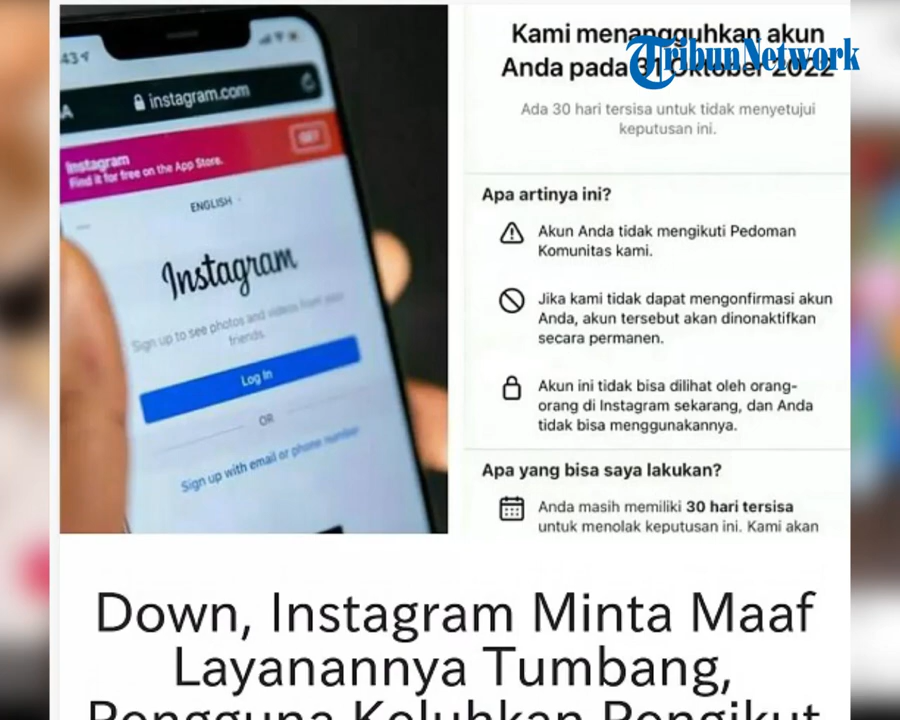 43
instagram.com
Instagram
Find it for free on the App Store.
GET
ENGLISH
Instagram
Sign up to see photos and videos from your
friends.
Log In
OR
Sign up with email or phone number
Kami menangguhkan akun
Anda pada 31 Oktober 2022
TribunNetwork
Ada 30 hari tersisa untuk tidak menyetujui
keputusan ini.
Apa artinya ini?
Akun Anda tidak mengikuti Pedoman
Komunitas kami.
Jika kami tidak dapat mengonfirmasi akun
Anda, akun tersebut akan dinonaktifkan
secara permanen.
Akun ini tidak bisa dilihat oleh orang-
orang di Instagram sekarang, dan Anda
tidak bisa menggunakannya.
Apa yang bisa saya lakukan?
Anda masih memiliki 30 hari tersisa
untuk menolak keputusan ini. Kami akan
Down, Instagram Minta Maaf
Layanannya Tumbang,
Pengguna Keluhkan Pengikut